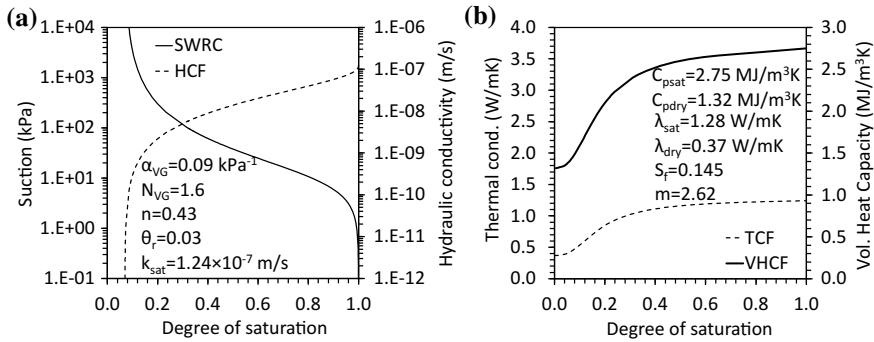 (a)
1.E+04
1.E+03
1.E+02
1.E+01
1.E+00
1.E-01
Suction (kPa)
SWRC
HCF
α_VG=0.09 kPa⁻¹
N_VG=1.6
n=0.43
θ_r=0.03
k_sat=1.24×10⁻⁷ m/s
1.E-06
1.E-07
1.E-08
1.E-09
1.E-10
1.E-11
1.E-12
Hydraulic conductivity (m/s)
0.0 0.2 0.4 0.6 0.8 1.0
Degree of saturation
(b)
4.0
3.5
3.0
2.5
2.0
1.5
1.0
0.5
0.0
Thermal cond. (W/mK)
C_psat=2.75 MJ/m³K
C_pdry=1.32 MJ/m³K
λ_sat=1.28 W/mK
λ_dry=0.37 W/mK
S_f=0.145
m=2.62
TCF
VHCF
3.0
2.5
2.0
1.5
1.0
0.5
0.0
Vol. Heat Capacity (MJ/m³K)
0.0 0.2 0.4 0.6 0.8 1.0
Degree of saturation